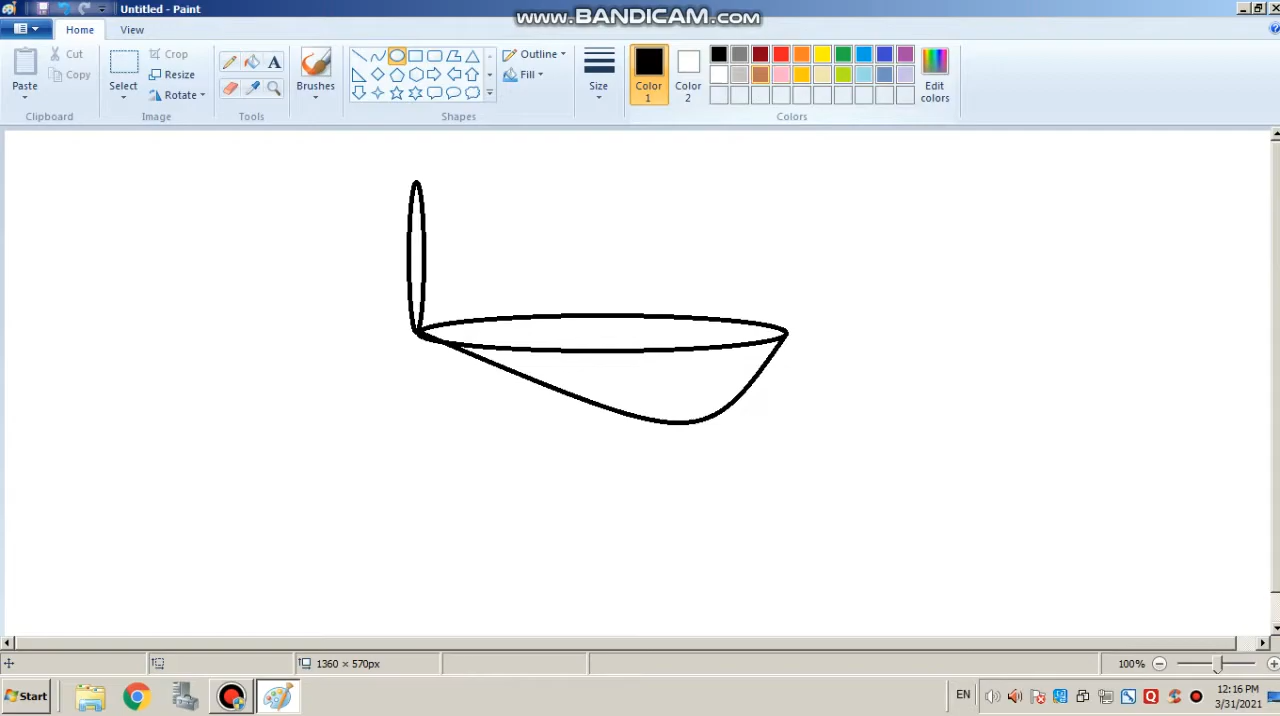 Untitled - Paint
www.BANDICAM.com
Home View
Paste
Cut
Copy
Clipboard
Select
Crop
Resize
Rotate
Image
A
Tools
Brushes
Shapes
Outline
Fill
Size
Color 1
Color 2
Edit colors
Colors
1360 × 570px
100%
Start
EN
12:16 PM
3/31/2021